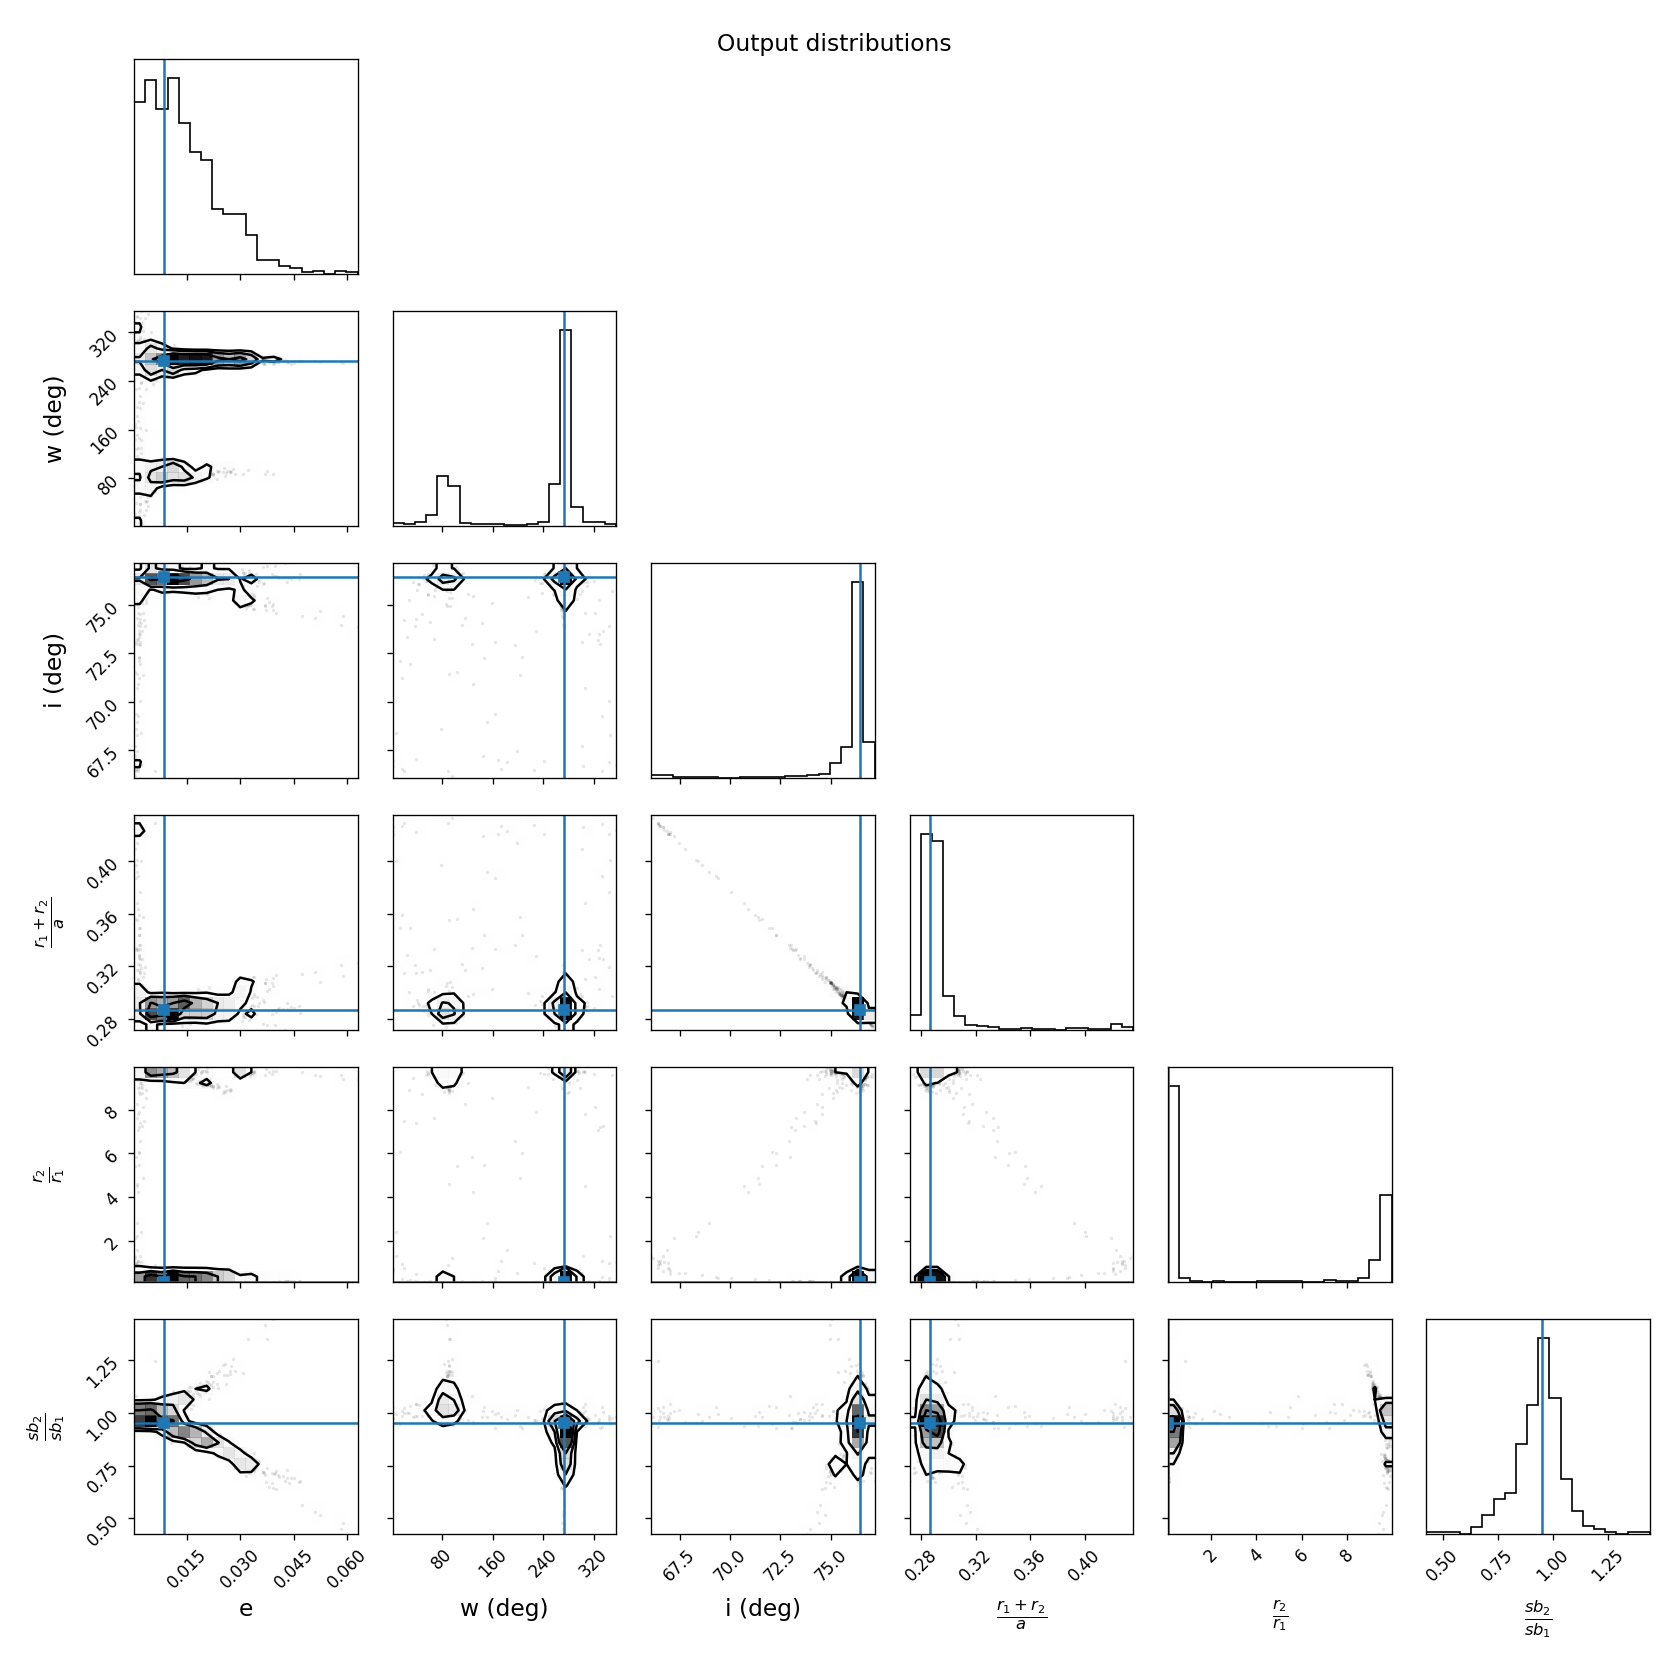 Output distributions
w (deg)
320
240
160
80
i (deg)
75.0
72.5
70.0
67.5
r₁ + r₂
a
0.40
0.36
0.32
0.28
r₂
r₁
8
6
4
2
sb₂
sb₁
1.25
1.00
0.75
0.50
0.015 0.030 0.045 0.060
80 160 240 320
67.5 70.0 72.5 75.0
0.28 0.32 0.36 0.40
2 4 6 8
0.50 0.75 1.00 1.25
e
w (deg)
i (deg)
r₁ + r₂
a
r₂
r₁
sb₂
sb₁